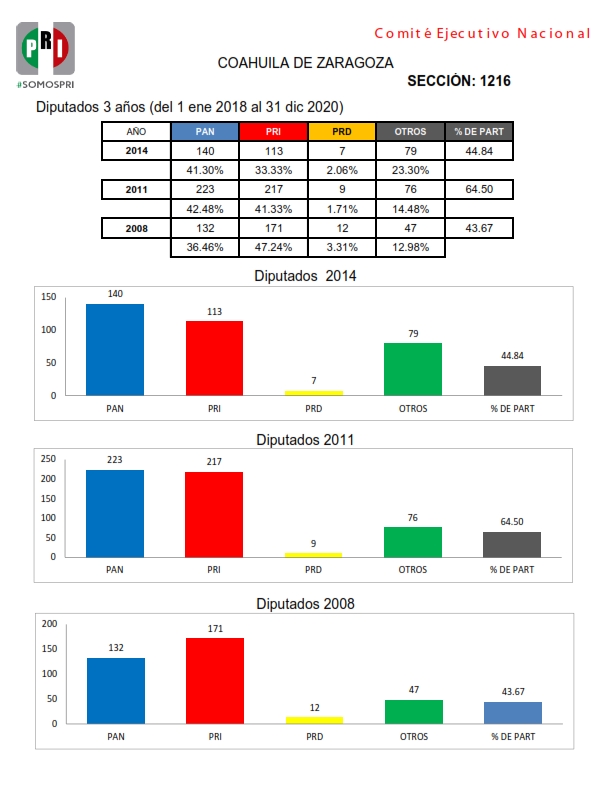 PRI
#SOMOSPRI
Comité Ejecutivo Nacional
COAHUILA DE ZARAGOZA
SECCIÓN: 1216
Diputados 3 años (del 1 ene 2018 al 31 dic 2020)
AÑO PAN PRI PRD OTROS % DE PART
2014 140 113 7 79 44.84
41.30% 33.33% 2.06% 23.30%
2011 223 217 9 76 64.50
42.48% 41.33% 1.71% 14.48%
2008 132 171 12 47 43.67
36.46% 47.24% 3.31% 12.98%
Diputados 2014
150
100
50
0
140
113
7
79
44.84
PAN PRI PRD OTROS % DE PART
Diputados 2011
250
200
150
100
50
0
223
217
9
76
64.50
PAN PRI PRD OTROS % DE PART
Diputados 2008
200
150
100
50
0
132
171
12
47
43.67
PAN PRI PRD OTROS % DE PART